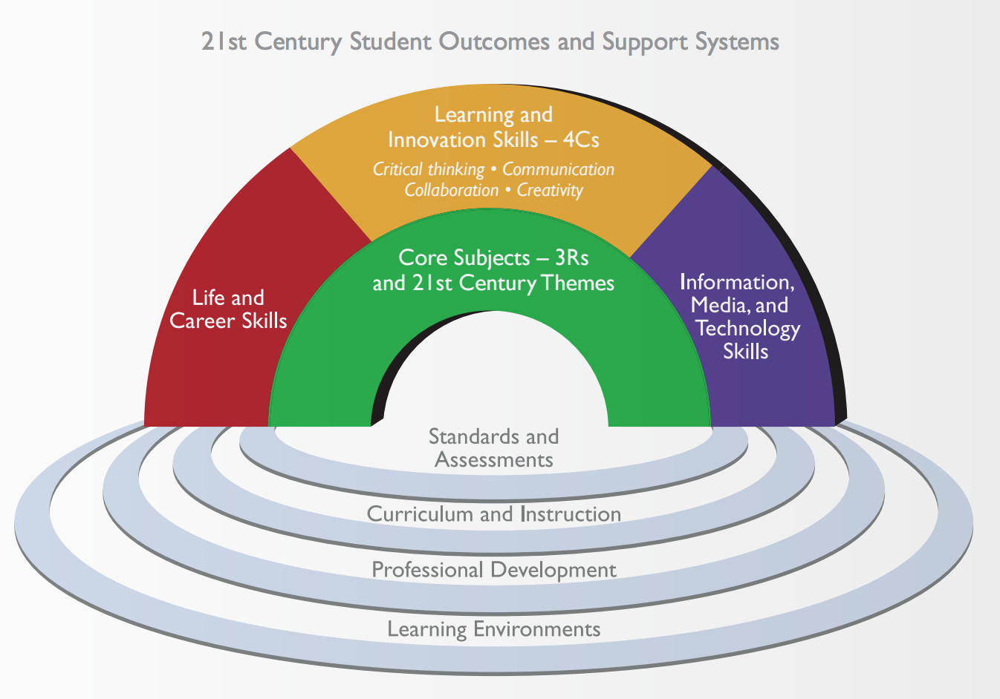 21st Century Student Outcomes and Support Systems
Learning and
Innovation Skills – 4Cs
Critical thinking • Communication
Collaboration • Creativity
Core Subjects – 3Rs
and 21st Century Themes
Life and
Career Skills
Information,
Media, and
Technology
Skills
Standards and
Assessments
Curriculum and Instruction
Professional Development
Learning Environments